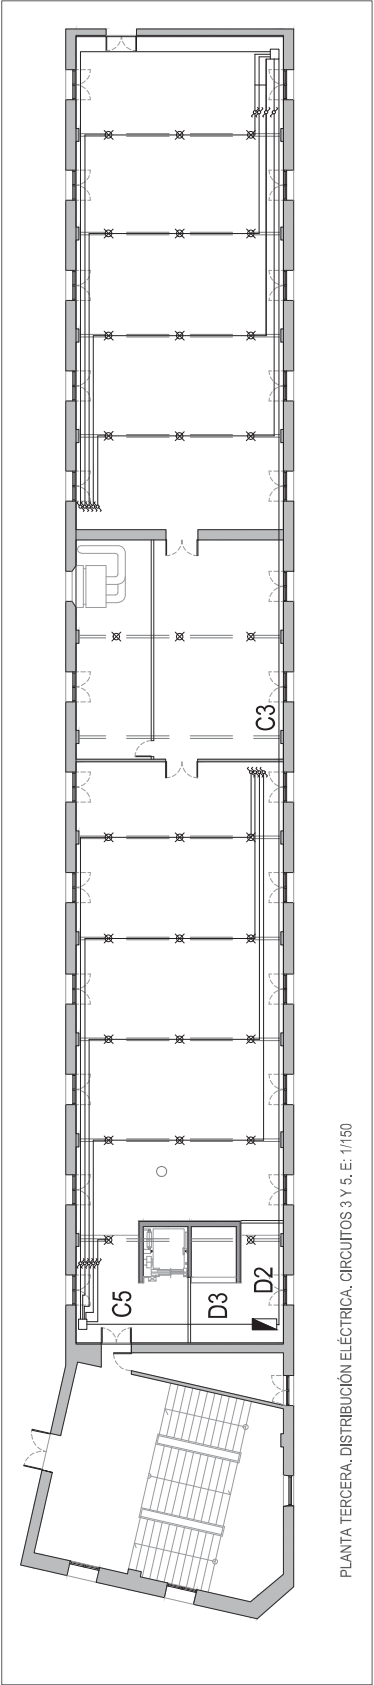 C3
C5
D3
D2
PLANTA TERCERA. DISTRIBUCIÓN ELÉCTRICA. CIRCUITOS 3 Y 5. E: 1/150